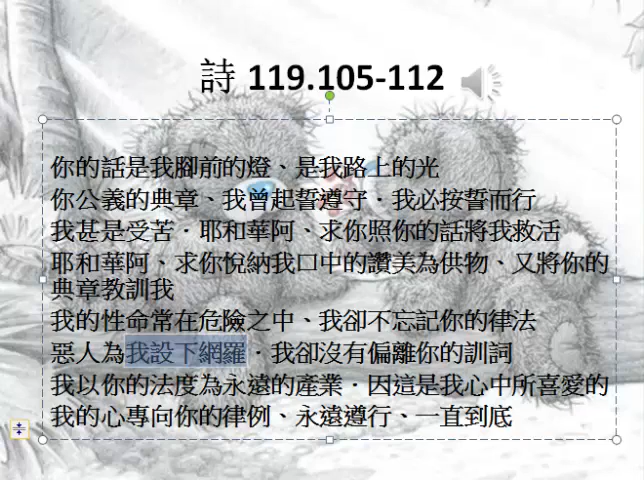 詩 119.105-112
你的話是我腳前的燈、是我路上的光
你公義的典章、我曾起誓遵守．我必按誓而行
我甚是受苦．耶和華阿、求你照你的話將我救活
耶和華阿、求你悅納我口中的讚美為供物、又將你的
典章教訓我
我的性命常在危險之中、我卻不忘記你的律法
惡人為我設下網羅．我卻沒有偏離你的訓詞
我以你的法度為永遠的產業．因這是我心中所喜愛的
我的心專向你的律例、永遠遵行、一直到底